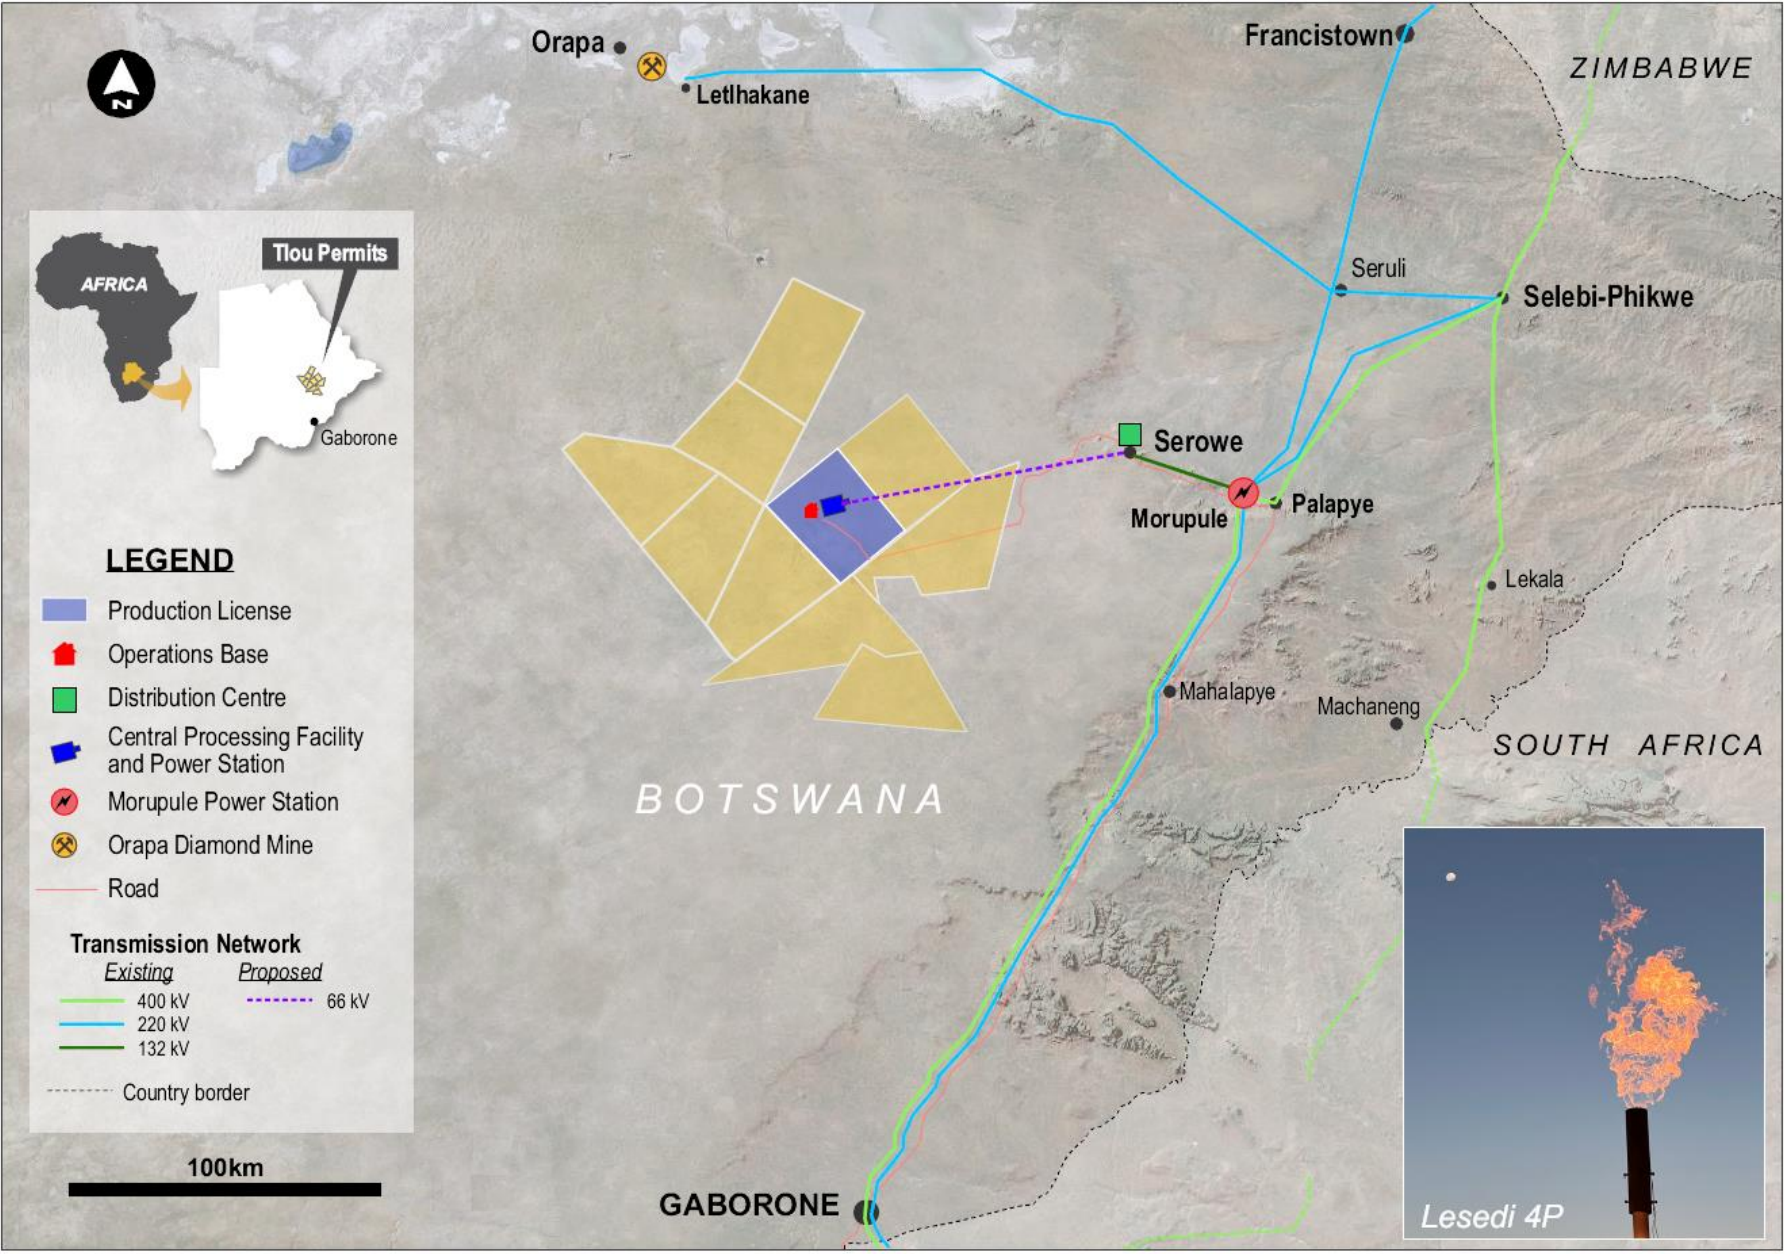 Orapa
Letlhakane
Francistown
ZIMBABWE
N
Tlou Permits
AFRICA
Gaborone
Seruli
Selebi-Phikwe
Serowe
Morupule
Palapye
Lekala
Mahalapye
Machaneng
SOUTH AFRICA
BOTSWANA
LEGEND
Production License
Operations Base
Distribution Centre
Central Processing Facility
and Power Station
Morupule Power Station
Orapa Diamond Mine
Road
Transmission Network
Existing Proposed
400 kV 66 kV
220 kV
132 kV
Country border
100km
GABORONE
Lesedi 4P